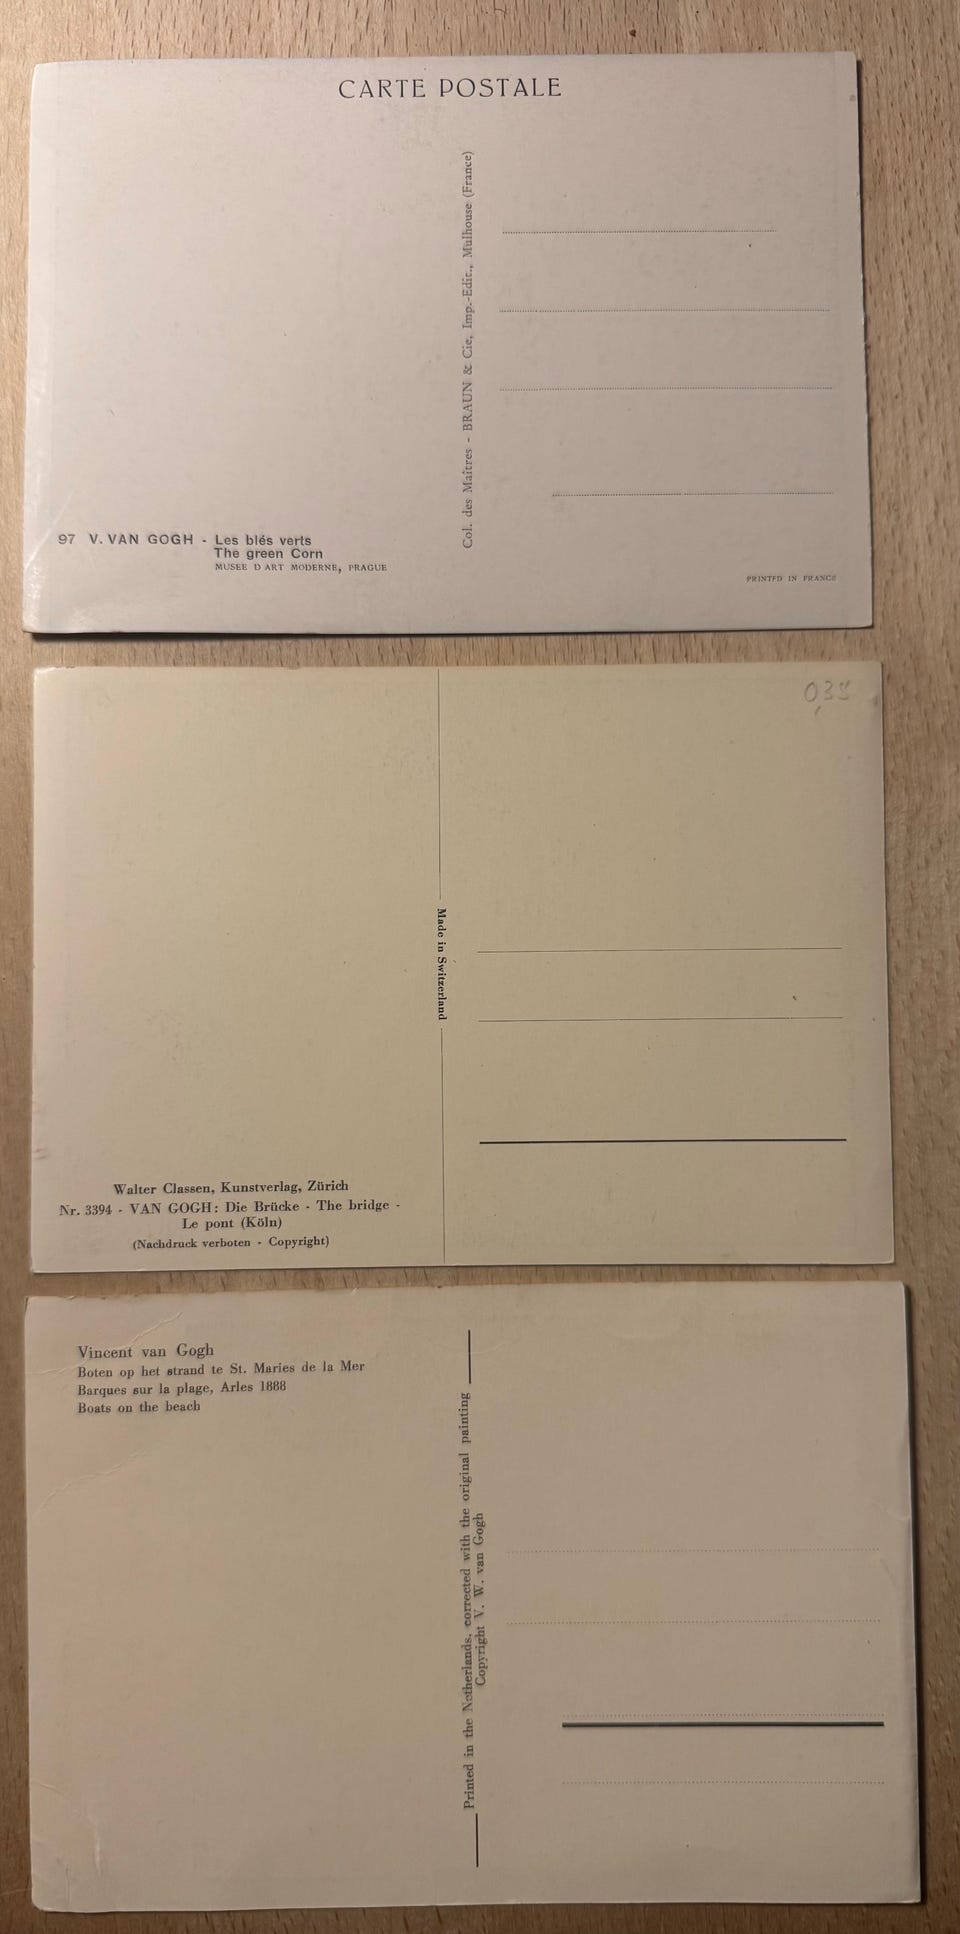 CARTE POSTALE
Col. des Maîtres - BRAUN & Cie, Imp.-Edit., Mulhouse (France)
97 V. VAN GOGH - Les blés verts
The green Corn
MUSEE D ART MODERNE, PRAGUE
PRINTED IN FRANCE
Made in Switzerland
Walter Classen, Kunstverlag, Zürich
Nr. 3394 - VAN GOGH: Die Brücke - The bridge -
Le pont (Köln)
(Nachdruck verboten - Copyright)
Vincent van Gogh
Boten op het strand te St. Maries de la Mer
Barques sur la plage, Arles 1888
Boats on the beach
Printed in the Netherlands, corrected with the original painting
Copyright V. W. van Gogh